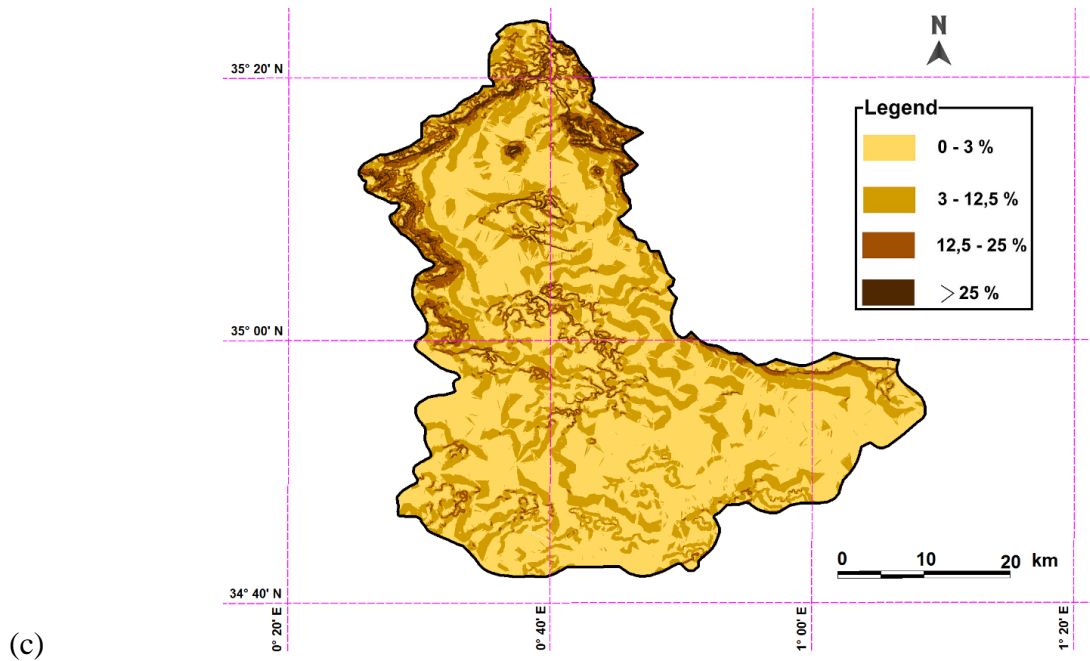 N
35° 20' N
Legend
0 - 3 %
3 - 12,5 %
12,5 - 25 %
> 25 %
35° 00' N
0 10 20 km
34° 40' N
(c)
0° 20' E
0° 40' E
1° 00' E
1° 20' E